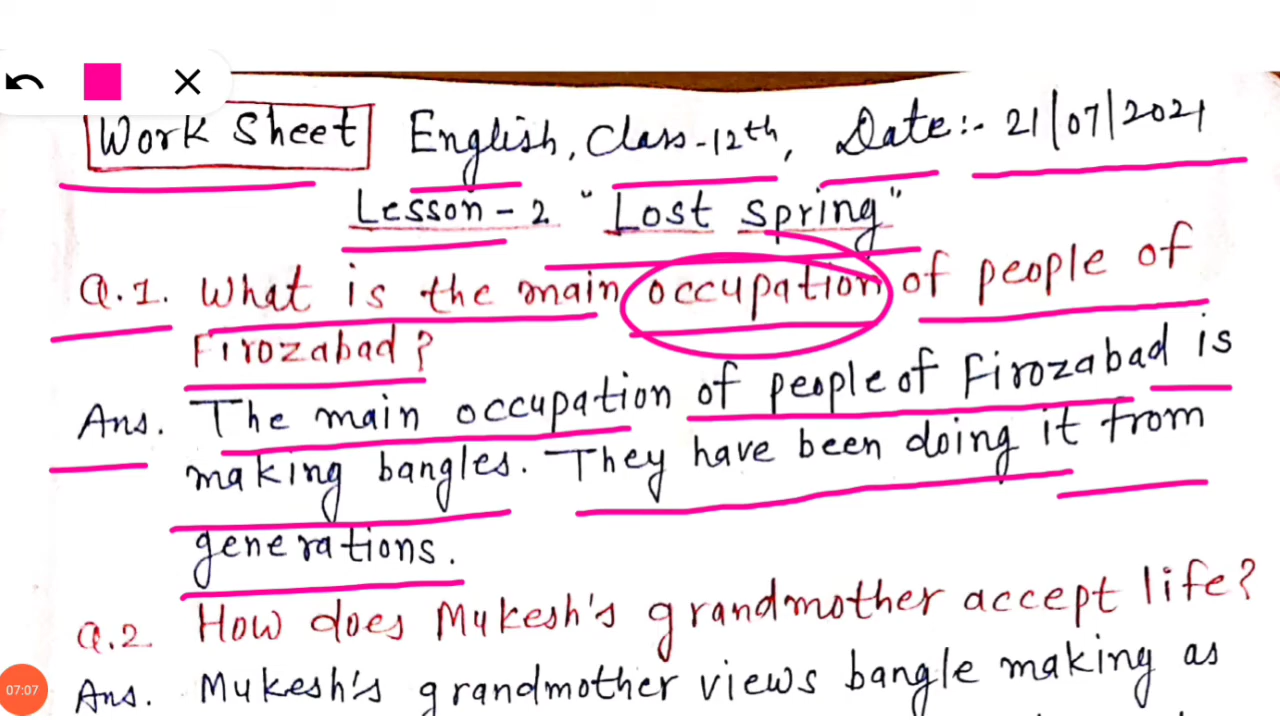 Work Sheet English, Class-12th, Date:- 21/07/2021
Lesson-2 "Lost spring"
Q.1. What is the main occupation of people of
Firozabad?
Ans. The main occupation of people of Firozabad is
making bangles. They have been doing it from
generations.
Q.2. How does Mukesh's grandmother accept life?
07:07
Ans. Mukesh's grandmother views bangle making as